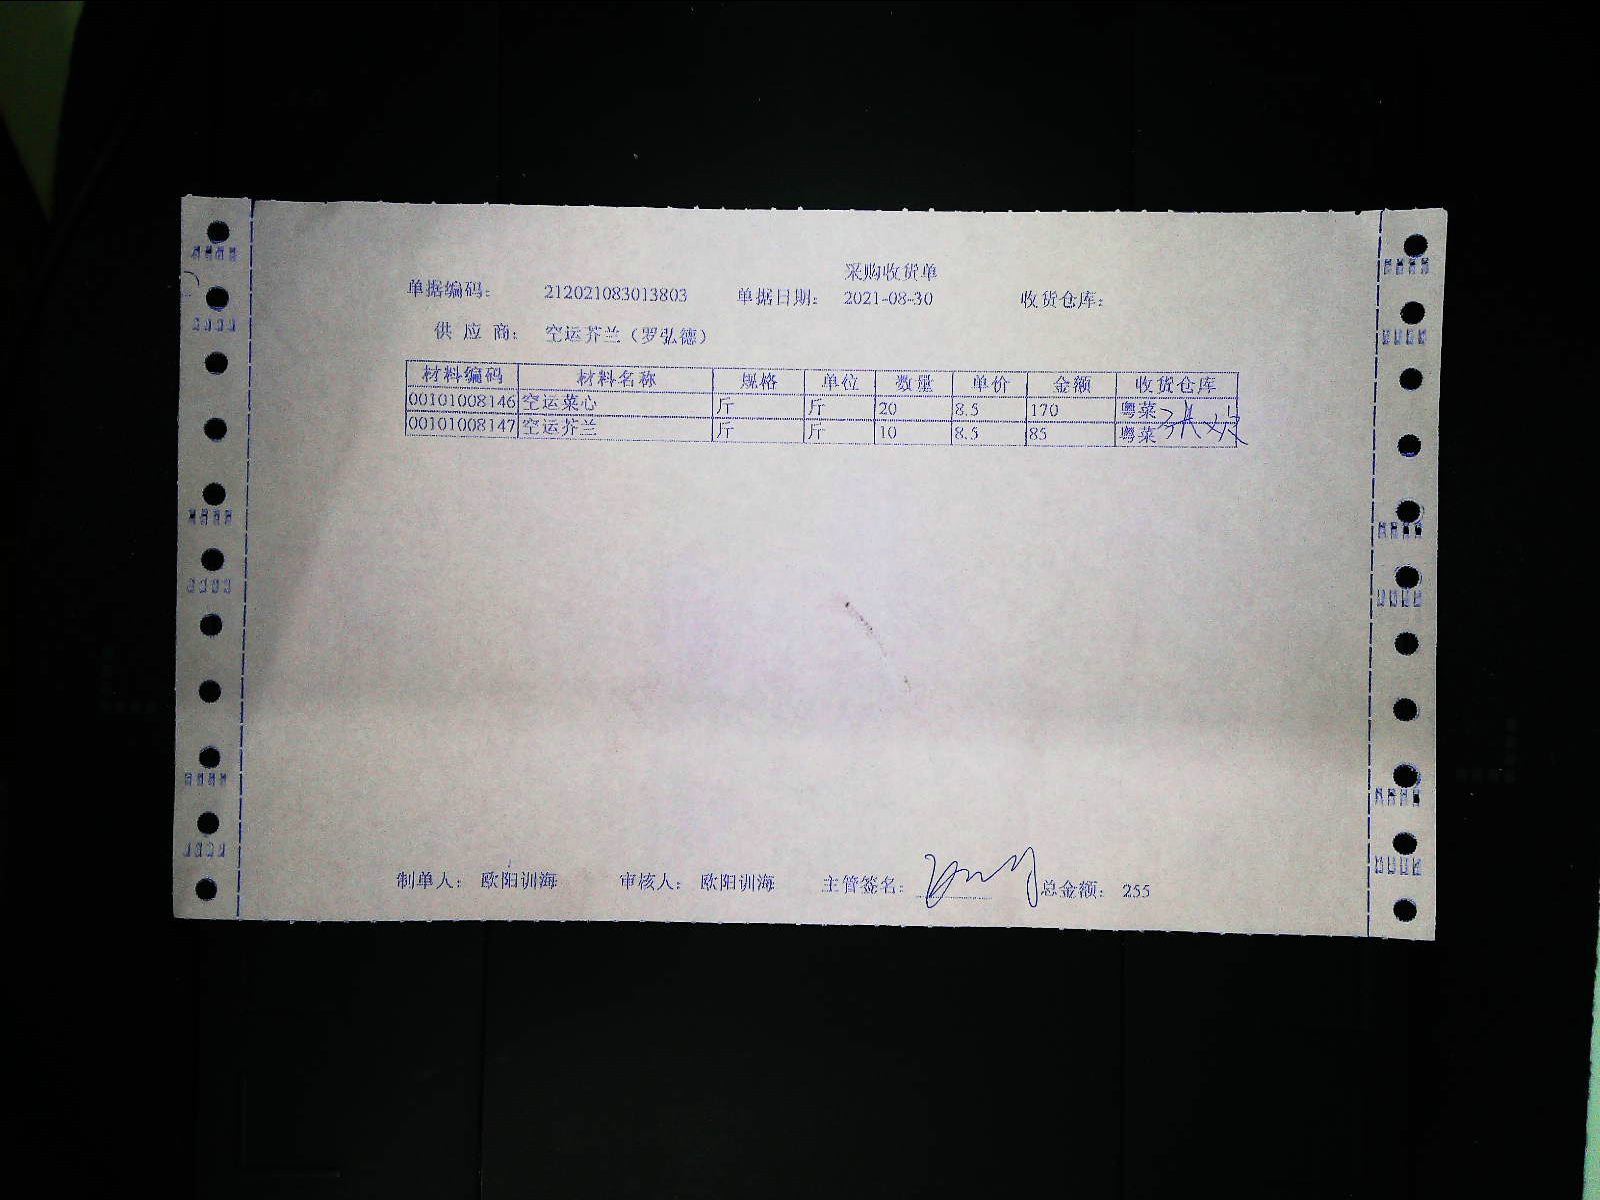 采购收货单
单据编码： 212021083013803 单据日期： 2021-08-30 收货仓库：
供 应 商： 空运芥兰（罗弘德）
材料编码 材料名称 规格 单位 数量 单价 金额 收货仓库
00101008146 空运菜心 斤 斤 20 8.5 170 粤菜
00101008147 空运芥兰 斤 斤 10 8.5 85 粤菜
制单人： 欧阳训海 审核人： 欧阳训海 主管签名： 总金额： 255